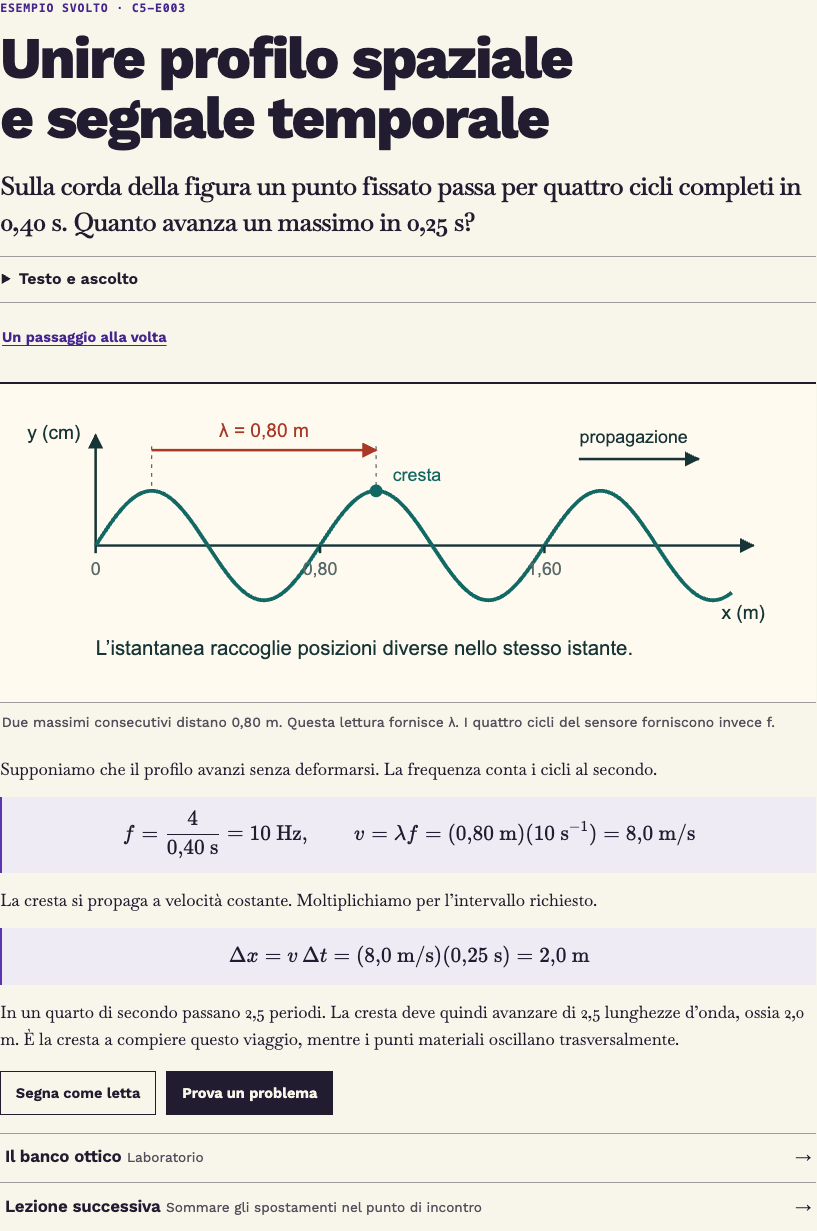 ESEMPIO SVOLTO · C5-E003
Unire profilo spaziale
e segnale temporale
Sulla corda della figura un punto fissato passa per quattro cicli completi in
0,40 s. Quanto avanza un massimo in 0,25 s?
▶ Testo e ascolto
Un passaggio alla volta
y (cm)
λ = 0,80 m
propagazione
cresta
0
0,80
1,60
x (m)
L’istantanea raccoglie posizioni diverse nello stesso istante.
Due massimi consecutivi distano 0,80 m. Questa lettura fornisce λ. I quattro cicli del sensore forniscono invece f.
Supponiamo che il profilo avanzi senza deformarsi. La frequenza conta i cicli al secondo.
f = 4 / 0,40 s = 10 Hz, v = λf = (0,80 m)(10 s⁻¹) = 8,0 m/s
La cresta si propaga a velocità costante. Moltiplichiamo per l’intervallo richiesto.
Δx = v Δt = (8,0 m/s)(0,25 s) = 2,0 m
In un quarto di secondo passano 2,5 periodi. La cresta deve quindi avanzare di 2,5 lunghezze d’onda, ossia 2,0
m. È la cresta a compiere questo viaggio, mentre i punti materiali oscillano trasversalmente.
Segna come letta
Prova un problema
Il banco ottico Laboratorio →
Lezione successiva Sommare gli spostamenti nel punto di incontro →